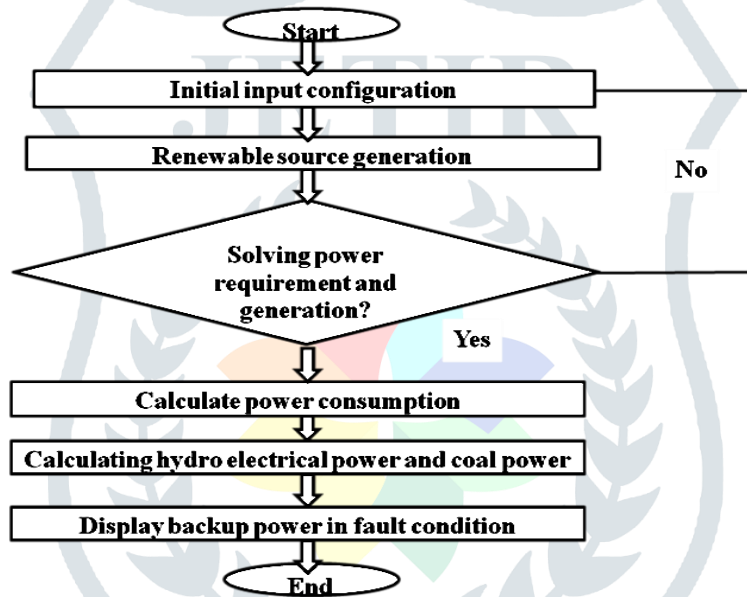 Start
JETIR
Initial input configuration
Renewable source generation
No
Solving power
requirement and
generation?
Yes
Calculate power consumption
Calculating hydro electrical power and coal power
Display backup power in fault condition
End